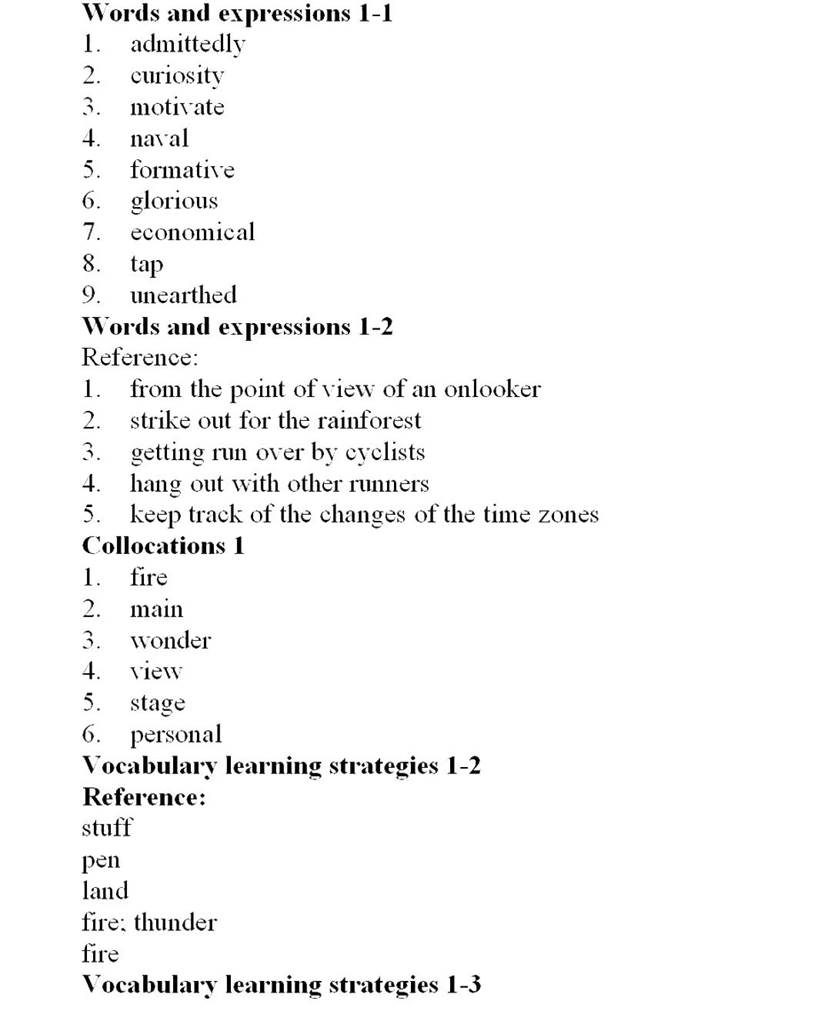 Words and expressions 1-1
1. admittedly
2. curiosity
3. motivate
4. naval
5. formative
6. glorious
7. economical
8. tap
9. unearthed
Words and expressions 1-2
Reference:
1. from the point of view of an onlooker
2. strike out for the rainforest
3. getting run over by cyclists
4. hang out with other runners
5. keep track of the changes of the time zones
Collocations 1
1. fire
2. main
3. wonder
4. view
5. stage
6. personal
Vocabulary learning strategies 1-2
Reference:
stuff
pen
land
fire; thunder
fire
Vocabulary learning strategies 1-3